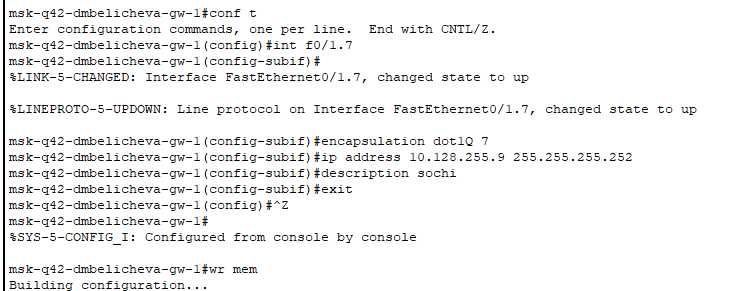 msk-q42-dmbelicheva-gw-1#conf t
Enter configuration commands, one per line.  End with CNTL/Z.
msk-q42-dmbelicheva-gw-1(config)#int f0/1.7
msk-q42-dmbelicheva-gw-1(config-subif)#
%LINK-5-CHANGED: Interface FastEthernet0/1.7, changed state to up
%LINEPROTO-5-UPDOWN: Line protocol on Interface FastEthernet0/1.7, changed state to up
msk-q42-dmbelicheva-gw-1(config-subif)#encapsulation dot1Q 7
msk-q42-dmbelicheva-gw-1(config-subif)#ip address 10.128.255.9 255.255.255.252
msk-q42-dmbelicheva-gw-1(config-subif)#description sochi
msk-q42-dmbelicheva-gw-1(config-subif)#exit
msk-q42-dmbelicheva-gw-1(config)#^Z
msk-q42-dmbelicheva-gw-1#
%SYS-5-CONFIG_I: Configured from console by console
msk-q42-dmbelicheva-gw-1#wr mem
Building configuration...